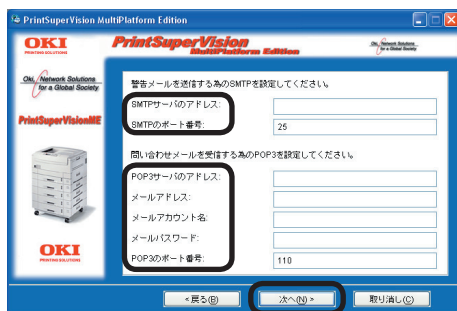 PrintSuperVision MultiPlatform Edition
OKI
PRINTING SOLUTIONS
PrintSuperVision
MultiPlatform Edition
Oki, Network Solutions
for a Global Society
Oki, Network Solutions
for a Global Society
PrintSuperVisionME
OKI
PRINTING SOLUTIONS
警告メールを送信する為のSMTPを設定してください。
SMTPサーバのアドレス:
SMTPのポート番号: 25
問い合わせメールを受信する為のPOP3を設定してください。
POP3サーバのアドレス:
メールアドレス:
メールアカウント名:
メールパスワード:
POP3のポート番号: 110
<戻る(B)
次へ(N)>
取り消し(C)